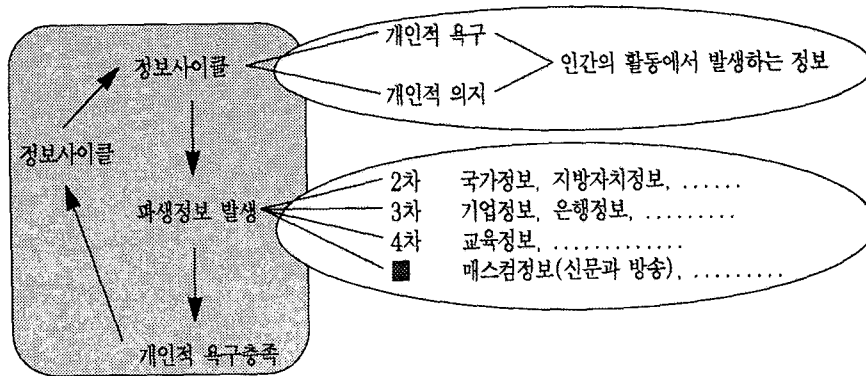 개인적 욕구
정보사이클
인간의 활동에서 발생하는 정보
개인적 의지
정보사이클
2차 국가정보, 지방자치정보, ......
파생정보 발생
3차 기업정보, 은행정보, .........
4차 교육정보, .............
매스컴정보(신문과 방송), .........
개인적 욕구충족